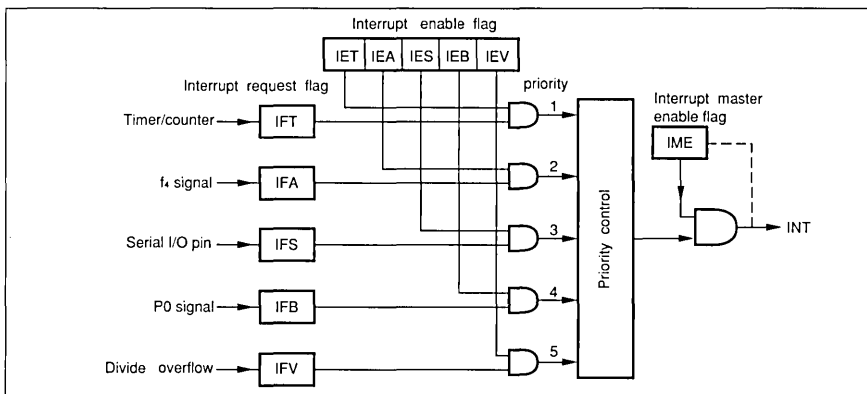 Interrupt enable flag
IET IEA IES IEB IEV
Interrupt request flag
priority
Timer/counter IFT 1
Interrupt master
enable flag
IME
f₄ signal IFA 2
Serial I/O pin IFS 3
Priority control
INT
P0 signal IFB 4
Divide overflow IFV 5